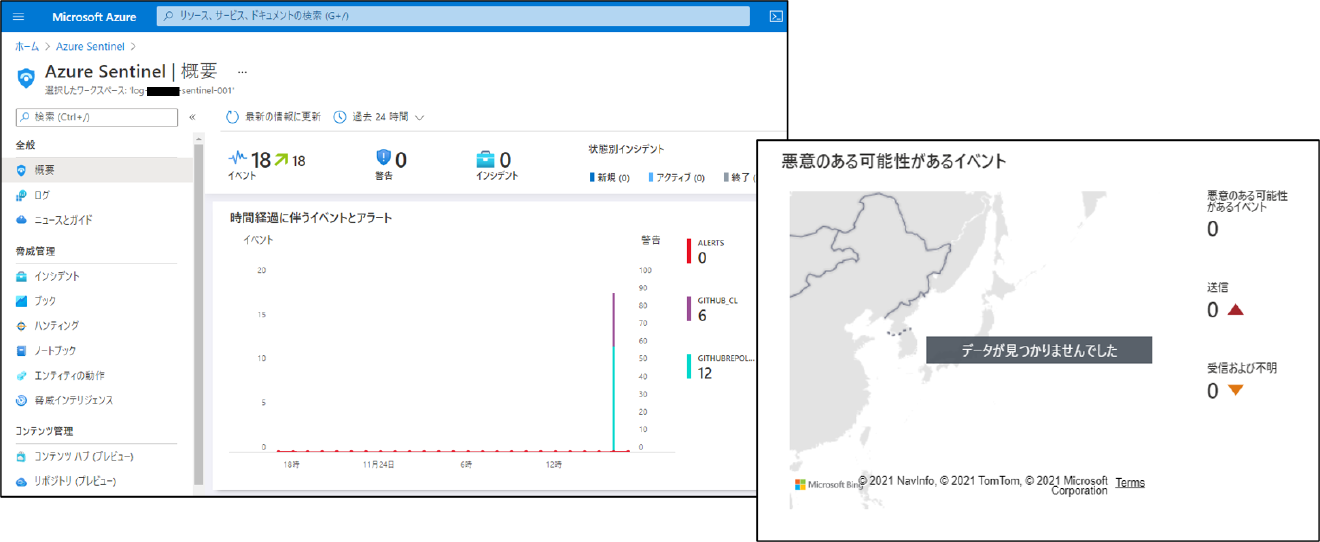 Microsoft Azure
リソース、サービス、ドキュメントの検索 (G+/)
ホーム > Azure Sentinel >
Azure Sentinel | 概要 …
選択したワークスペース: 'log- -sentinel-001'
検索 (Ctrl+/)
«
最新の情報に更新
過去 24 時間
全般
概要
ログ
ニュースとガイド
脅威管理
インシデント
ブック
ハンティング
ノートブック
エンティティの動作
脅威インテリジェンス
コンテンツ管理
コンテンツ ハブ (プレビュー)
リポジトリ (プレビュー)
18 18
イベント
0
警告
0
インシデント
状態別インシデント
新規 (0) アクティブ (0) 終了 (
時間経過に伴うイベントとアラート
イベント
警告
20
15
10
5
0
100
90
80
70
60
50
40
30
20
10
0
18時 11月24日 6時 12時
ALERTS
0
GITHUB_CL
6
GITHUBREPOL...
12
悪意のある可能性があるイベント
データが見つかりませんでした
Microsoft Bing
© 2021 NavInfo, © 2021 TomTom, © 2021 Microsoft Corporation Terms
悪意のある可能性
があるイベント
0
送信
0
受信および不明
0